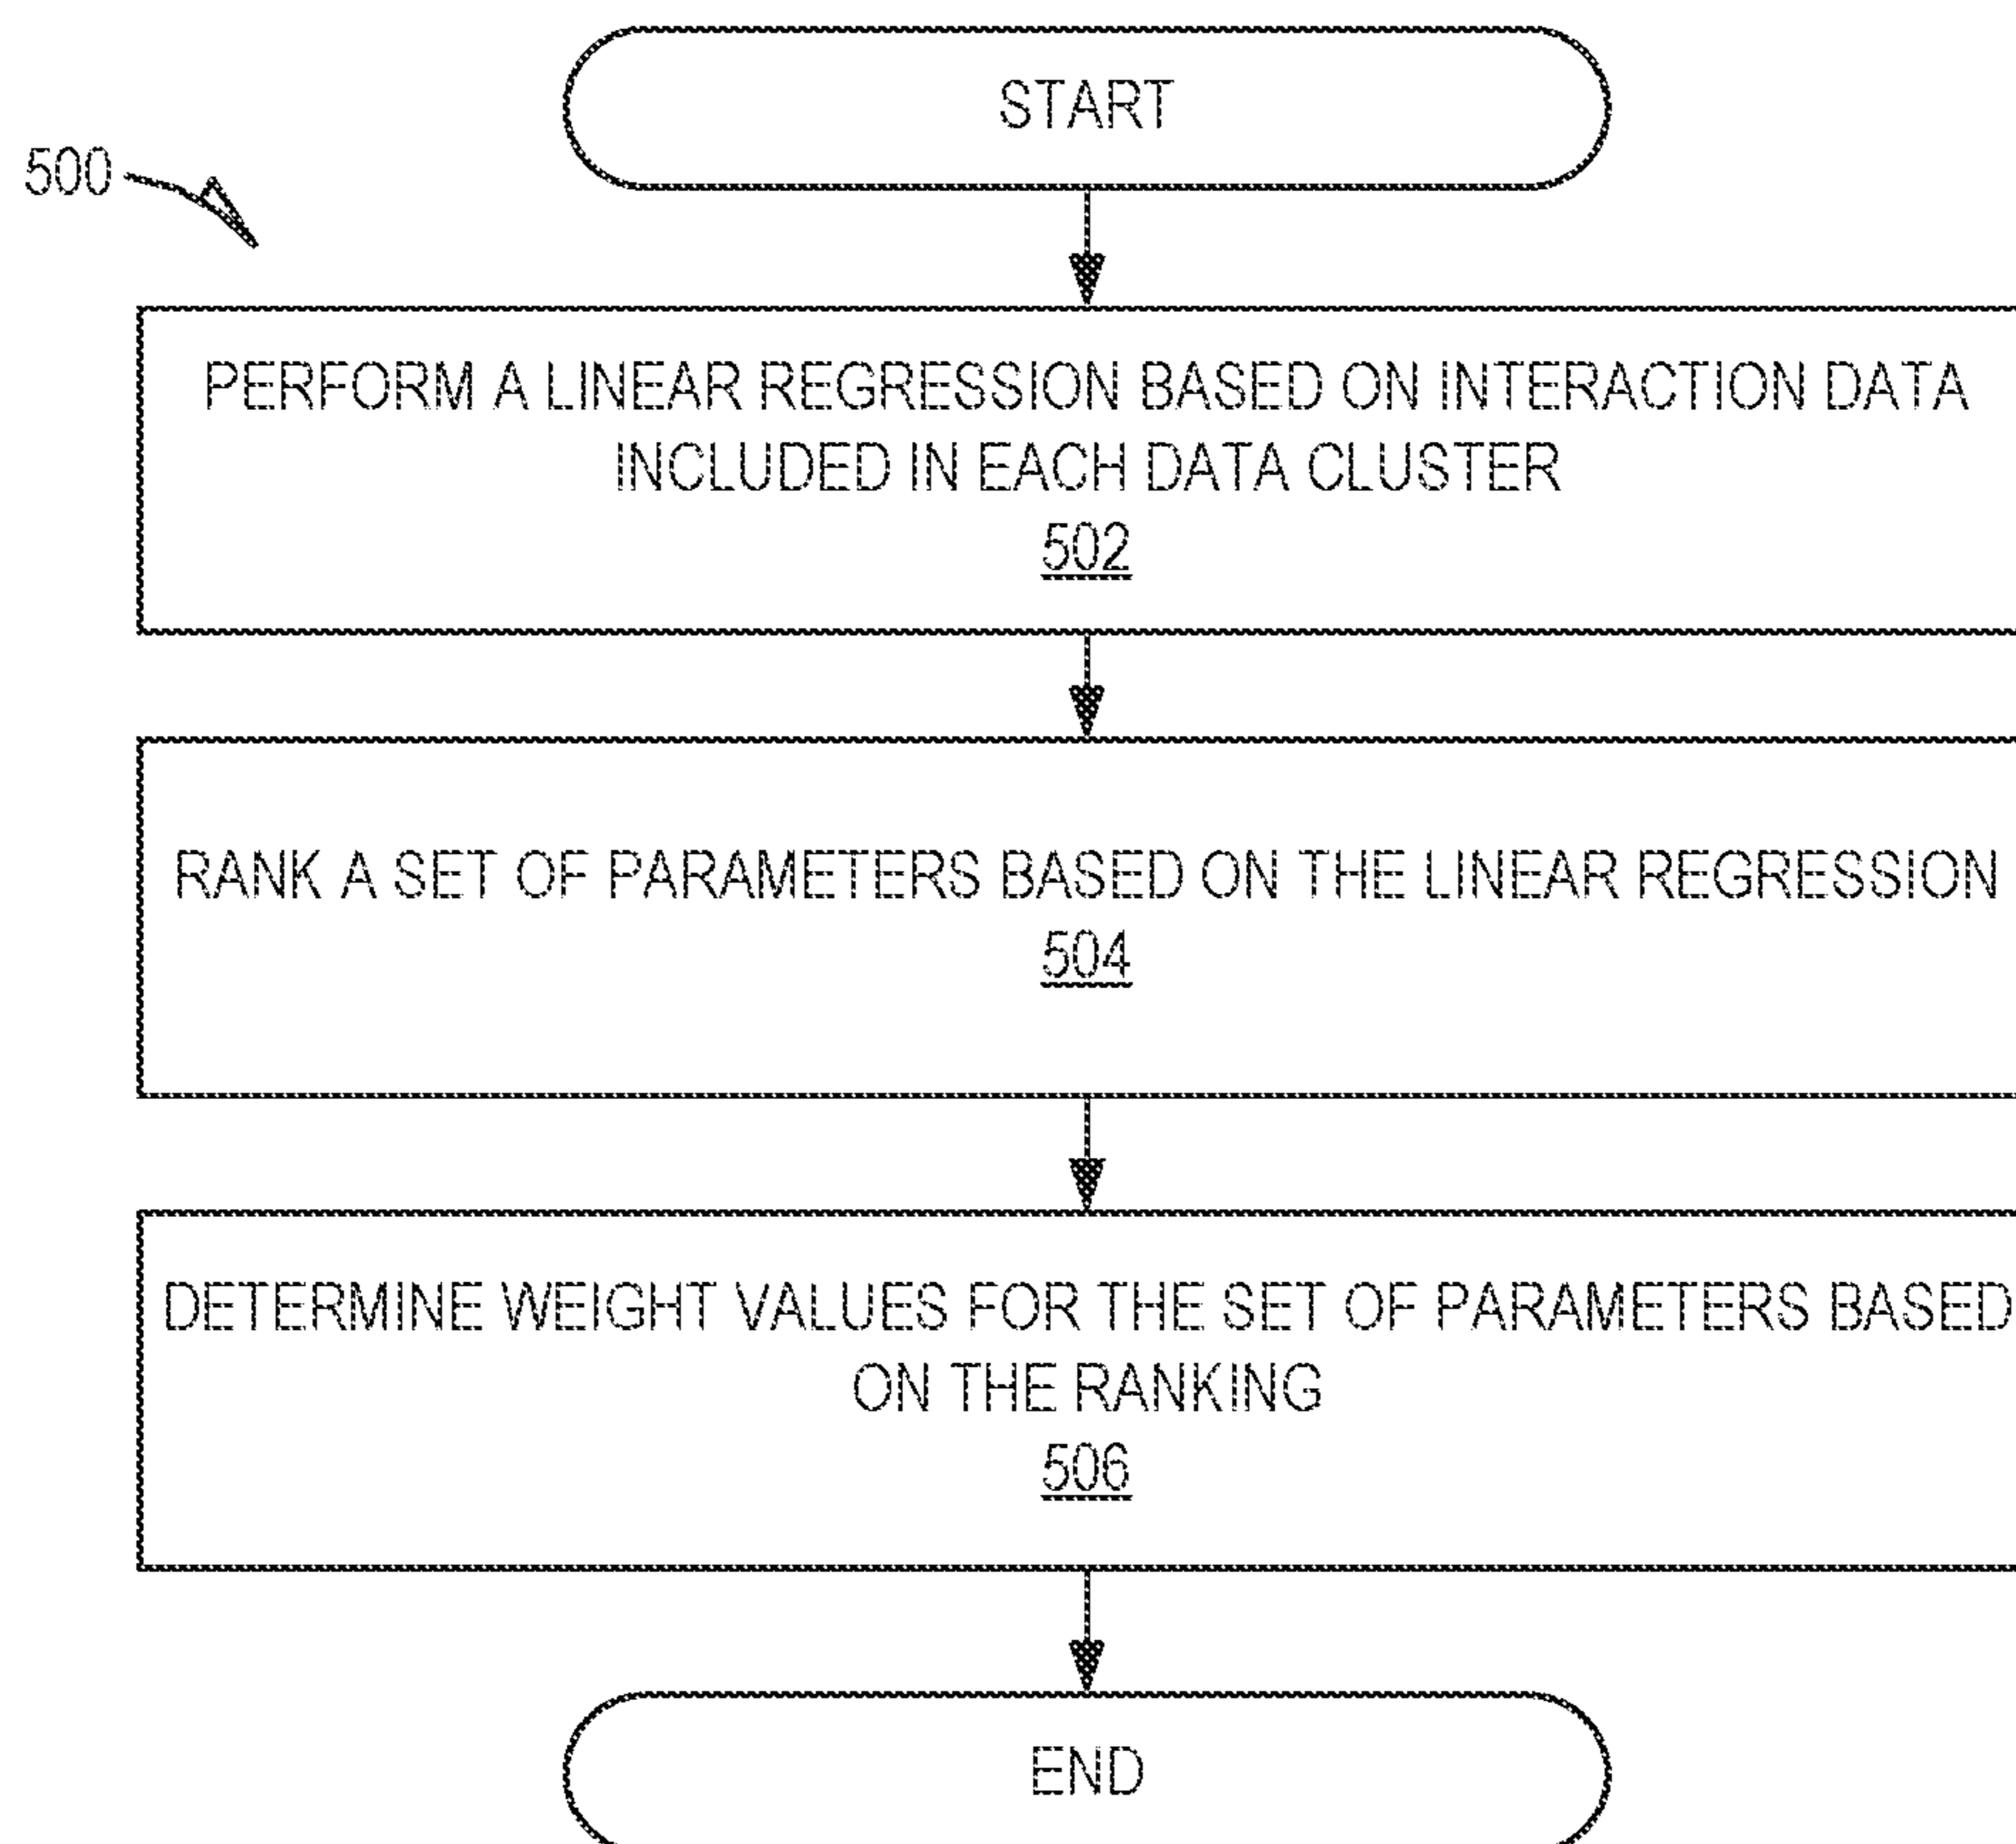 START
500
PERFORM A LINEAR REGRESSION BASED ON INTERACTION DATA
INCLUDED IN EACH DATA CLUSTER
502
RANK A SET OF PARAMETERS BASED ON THE LINEAR REGRESSION
504
DETERMINE WEIGHT VALUES FOR THE SET OF PARAMETERS BASED
ON THE RANKING
506
END